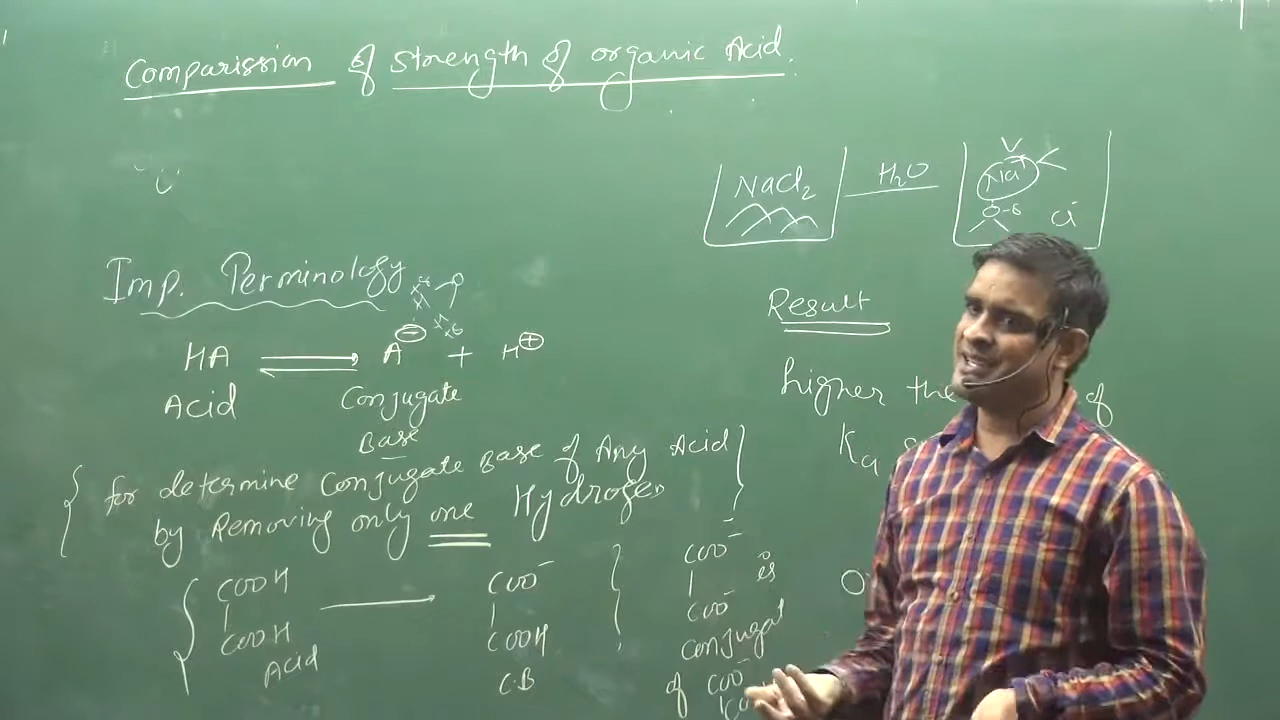 Comparission of strength of organic Acid.
NaCl2 H2O Na+
O-δ Cl
Imp. Perminology
Result
HA ⇌ A⊖ + H⊕
Acid Conjugate
Base
higher the of
Ka
{ for determine Conjugate Base of Any Acid }
by Removing only one Hydrogen
{ COOH → COO⁻ } COO⁻ is
| | |
COOH COOH COO⁻
Acid C.B conjugat
of COO⁻